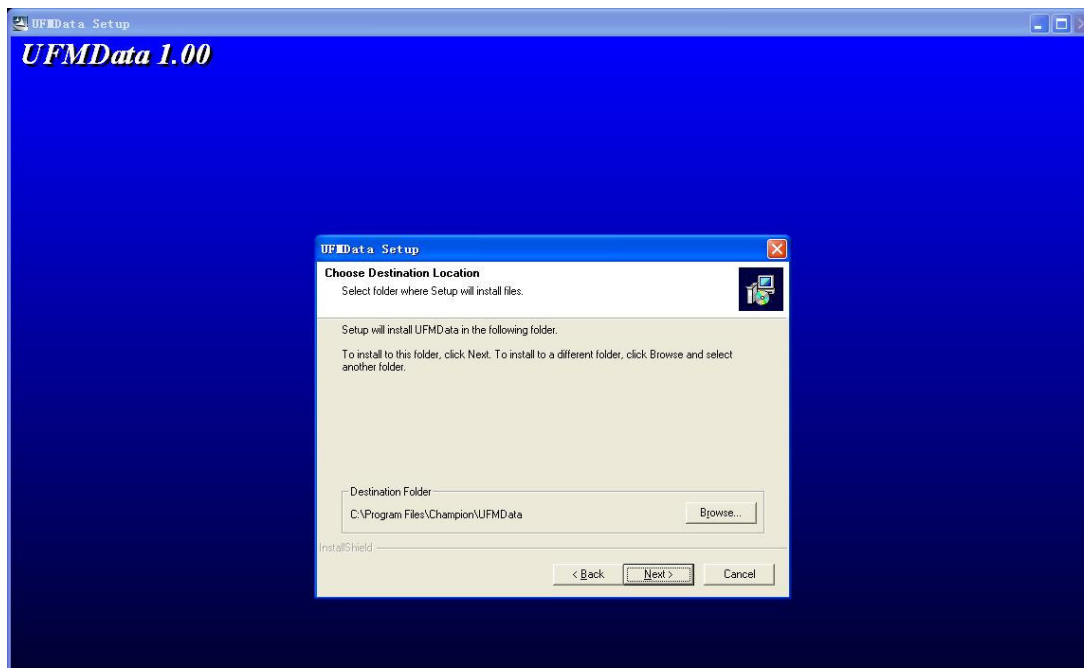 UFMData Setup
UFMData 1.00
UFMData Setup
Choose Destination Location
Select folder where Setup will install files.
Setup will install UFMData in the following folder.
To install to this folder, click Next. To install to a different folder, click Browse and select
another folder.
Destination Folder
C:\Program Files\Champion\UFMData
Browse...
InstallShield
< Back
Next >
Cancel